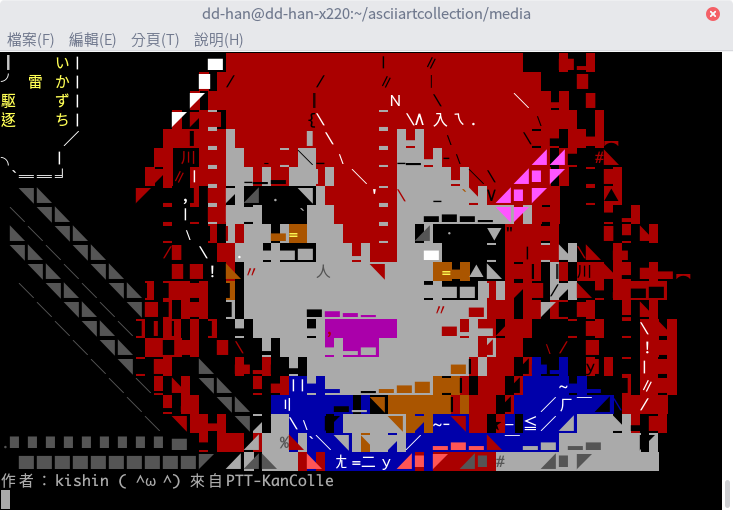 dd-han@dd-han-x220:~/asciiartcollection/media
檔案(F) 編輯(E) 分頁(T) 說明(H)
いかずち
雷
駆逐
作者：kishin ( ^ω ^) 來自PTT-KanColle